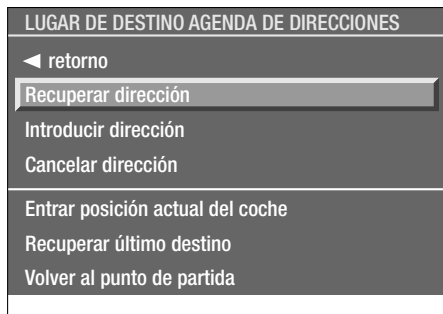 LUGAR DE DESTINO AGENDA DE DIRECCIONES
◄ retorno
Recuperar dirección
Introducir dirección
Cancelar dirección
Entrar posición actual del coche
Recuperar último destino
Volver al punto de partida